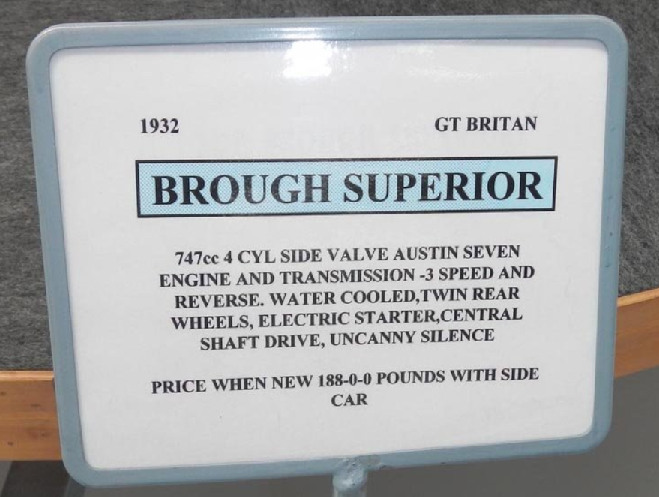 1932 GT BRITAN
BROUGH SUPERIOR
747cc 4 CYL SIDE VALVE AUSTIN SEVEN
ENGINE AND TRANSMISSION -3 SPEED AND
REVERSE. WATER COOLED,TWIN REAR
WHEELS, ELECTRIC STARTER,CENTRAL
SHAFT DRIVE, UNCANNY SILENCE
PRICE WHEN NEW 188-0-0 POUNDS WITH SIDE
CAR